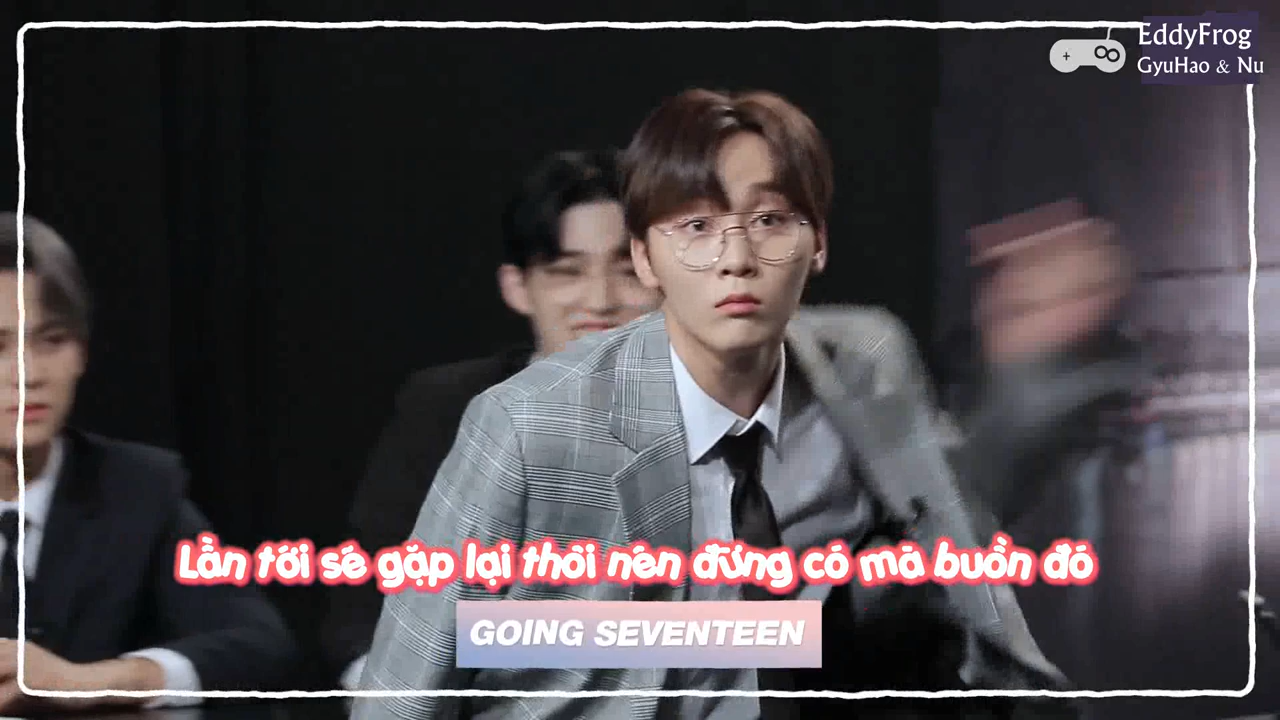 EddyFrog
GyuHao & Nu
Lần tới sẽ gặp lại thôi nên đừng có mà buồn đó
GOING SEVENTEEN